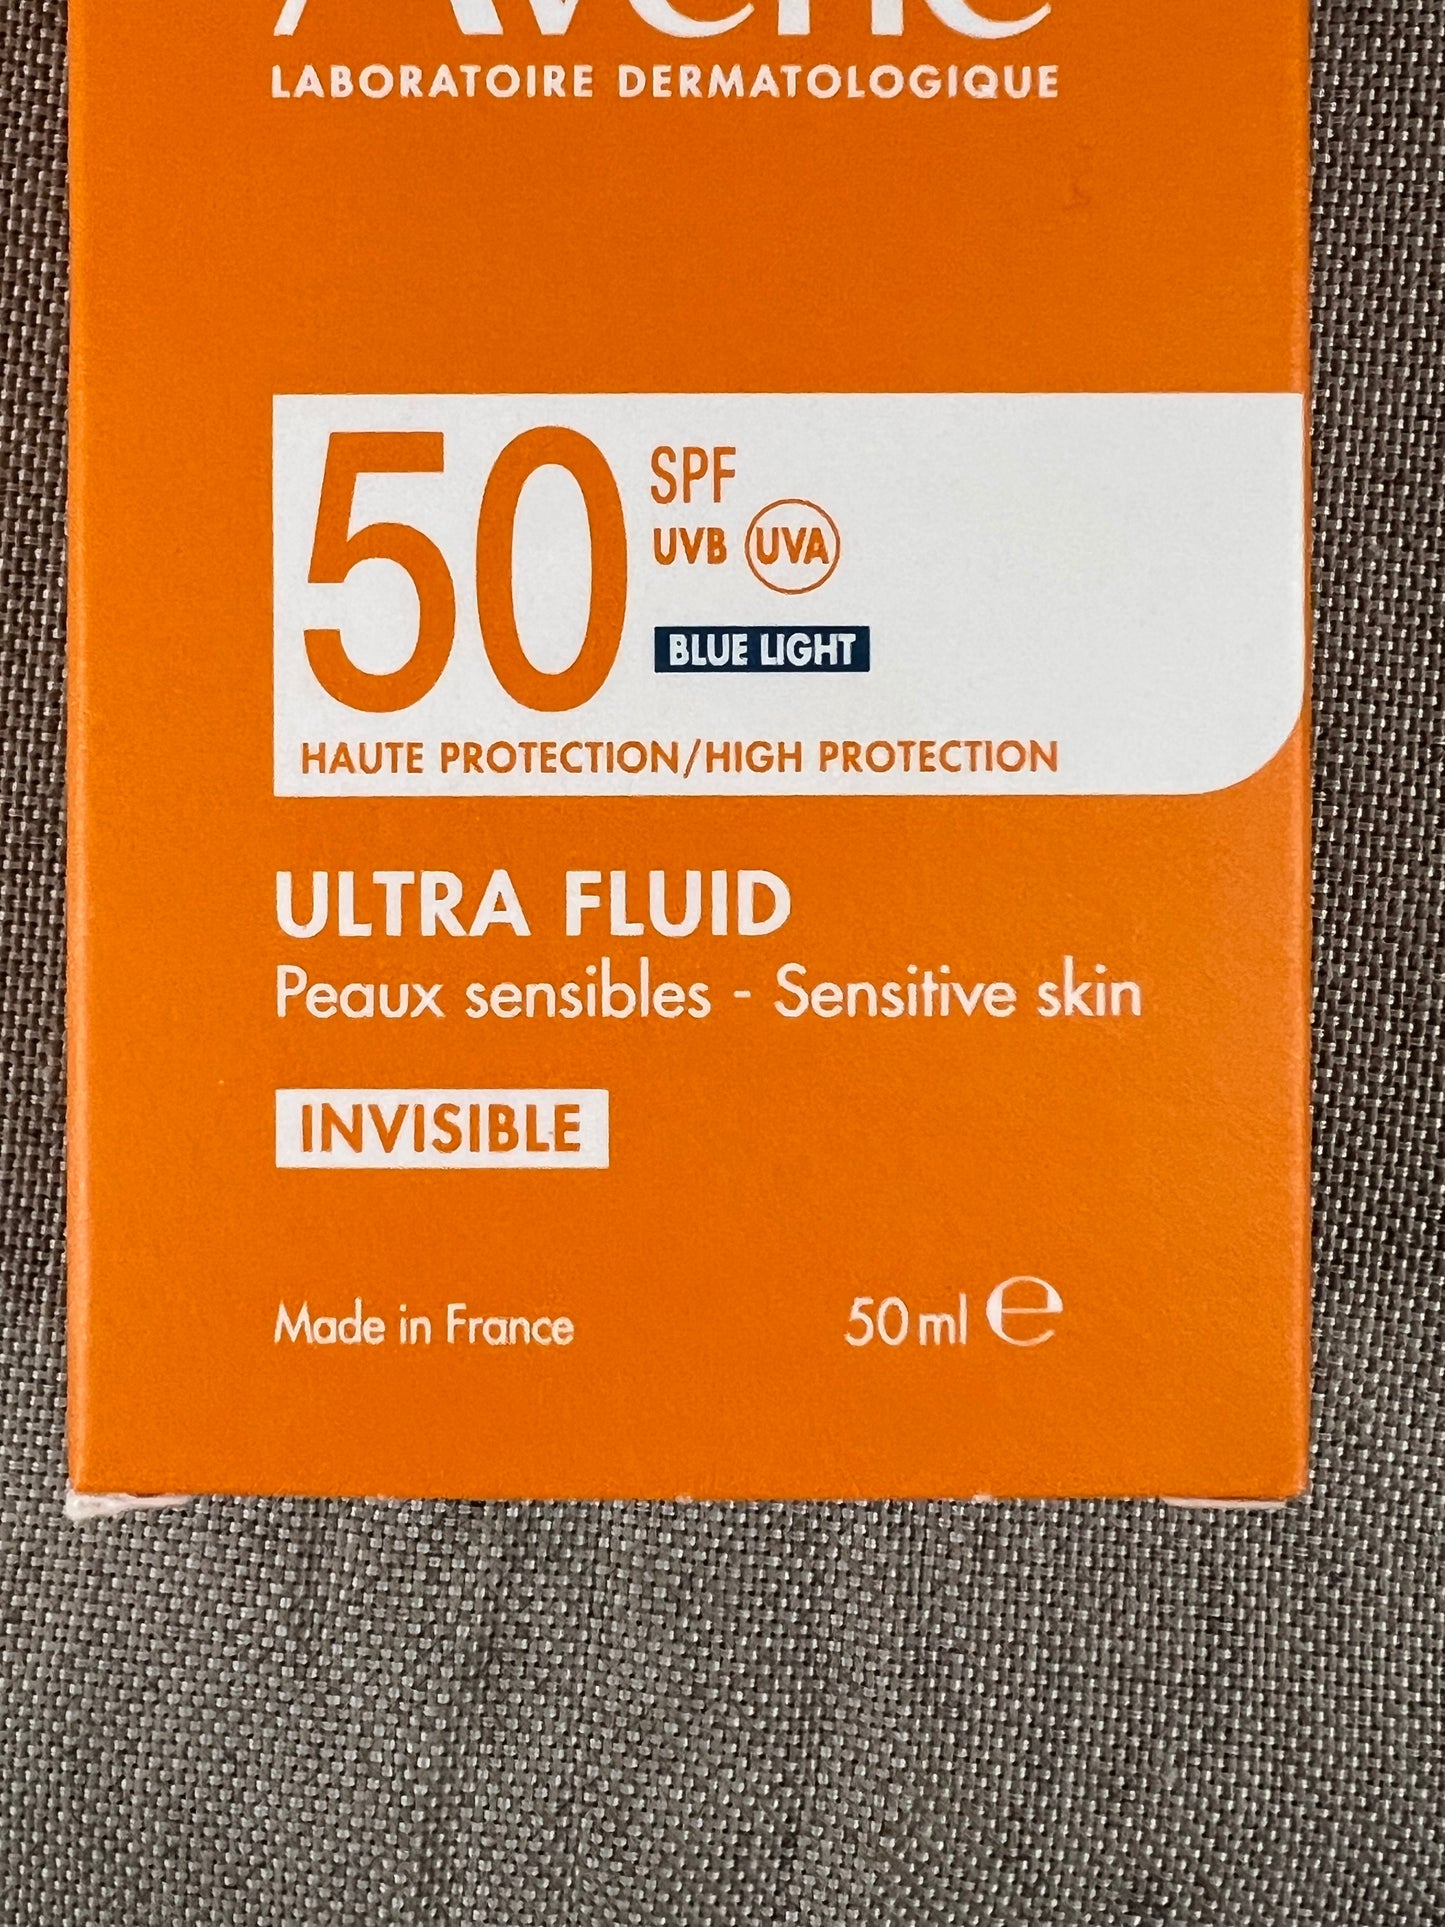 Avène
LABORATOIRE DERMATOLOGIQUE
50
SPF
UVB UVA
BLUE LIGHT
HAUTE PROTECTION/HIGH PROTECTION
ULTRA FLUID
Peaux sensibles - Sensitive skin
INVISIBLE
Made in France
50 ml ℮